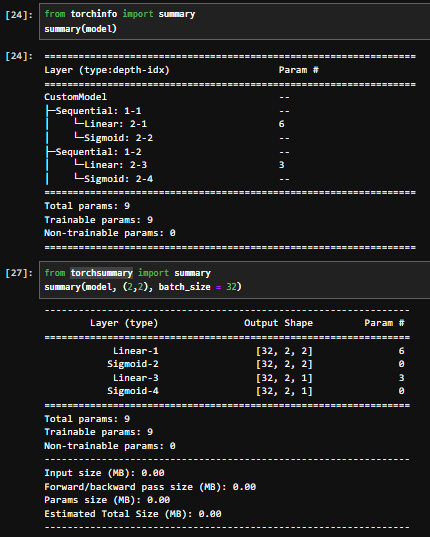 [24]: from torchinfo import summary
summary(model)
[24]: ================================================================
Layer (type:depth-idx) Param #
================================================================
CustomModel --
├─Sequential: 1-1 --
│ └─Linear: 2-1 6
│ └─Sigmoid: 2-2 --
├─Sequential: 1-2 --
│ └─Linear: 2-3 3
│ └─Sigmoid: 2-4 --
================================================================
Total params: 9
Trainable params: 9
Non-trainable params: 0
================================================================
[27]: from torchsummary import summary
summary(model, (2,2), batch_size = 32)
----------------------------------------------------------------
Layer (type) Output Shape Param #
================================================================
Linear-1 [32, 2, 2] 6
Sigmoid-2 [32, 2, 2] 0
Linear-3 [32, 2, 1] 3
Sigmoid-4 [32, 2, 1] 0
================================================================
Total params: 9
Trainable params: 9
Non-trainable params: 0
----------------------------------------------------------------
Input size (MB): 0.00
Forward/backward pass size (MB): 0.00
Params size (MB): 0.00
Estimated Total Size (MB): 0.00
----------------------------------------------------------------